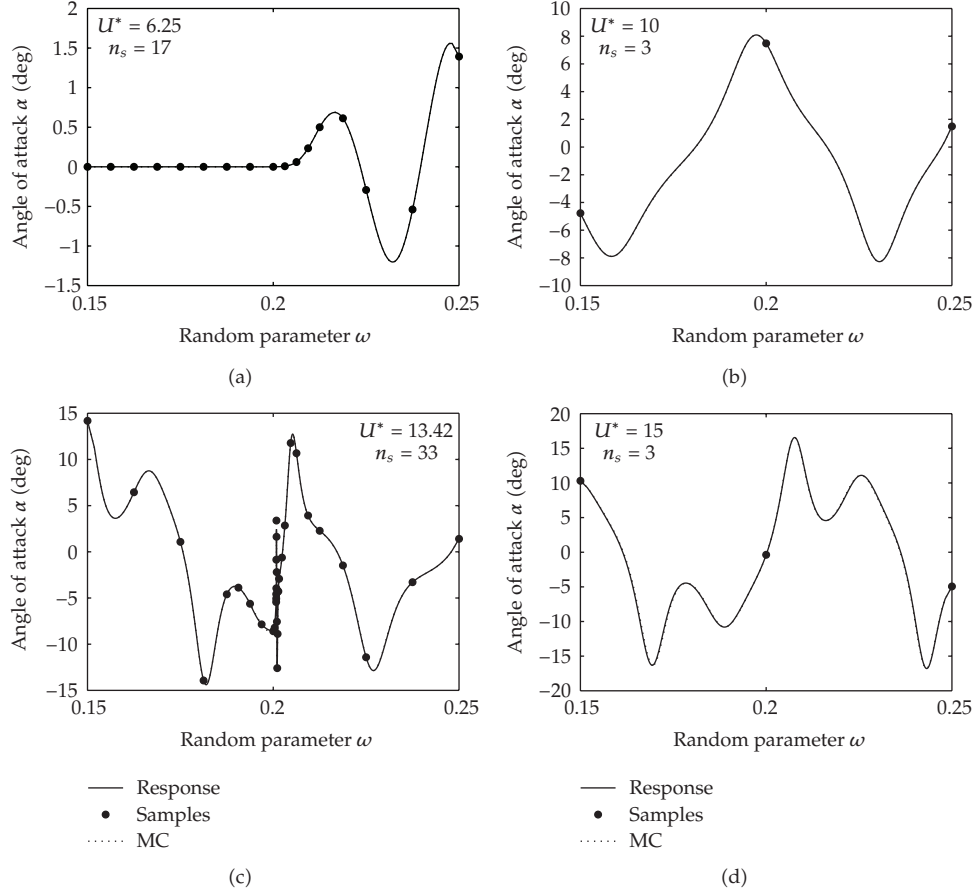 U* = 6.25
n_s = 17
Angle of attack α (deg)
2
1.5
1
0.5
0
−0.5
−1
−1.5
0.15
0.2
0.25
Random parameter ω
(a)
U* = 10
n_s = 3
Angle of attack α (deg)
10
8
6
4
2
0
−2
−4
−6
−8
−10
0.15
0.2
0.25
Random parameter ω
(b)
U* = 13.42
n_s = 33
Angle of attack α (deg)
15
10
5
0
−5
−10
−15
0.15
0.2
0.25
Random parameter ω
Response
Samples
MC
(c)
U* = 15
n_s = 3
Angle of attack α (deg)
20
15
10
5
0
−5
−10
−15
−20
0.15
0.2
0.25
Random parameter ω
Response
Samples
MC
(d)